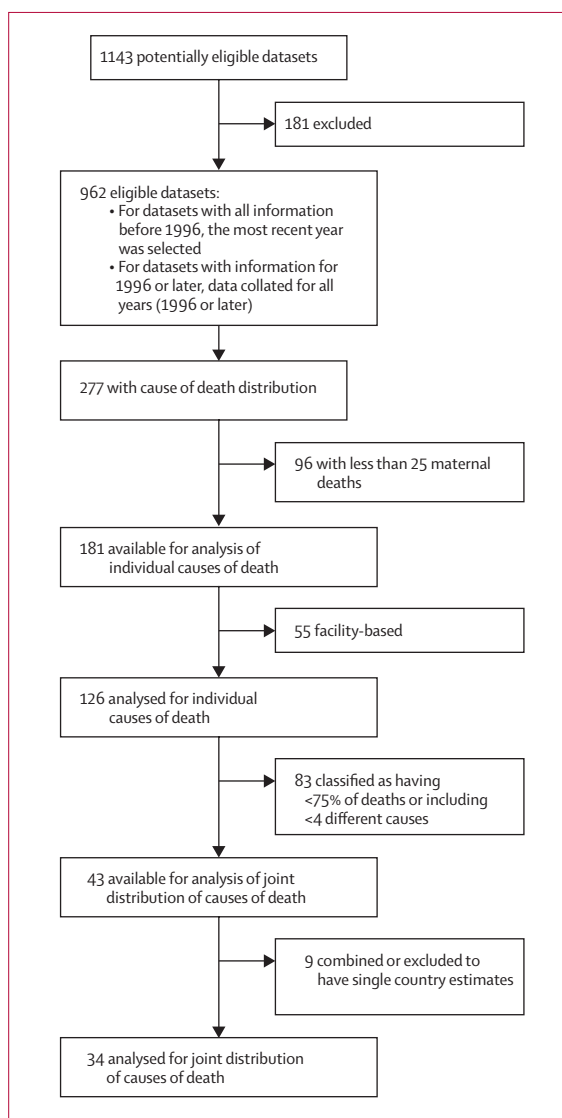 1143 potentially eligible datasets
181 excluded
962 eligible datasets:
• For datasets with all information
before 1996, the most recent year
was selected
• For datasets with information for
1996 or later, data collated for all
years (1996 or later)
277 with cause of death distribution
96 with less than 25 maternal
deaths
181 available for analysis of
individual causes of death
55 facility-based
126 analysed for individual
causes of death
83 classified as having
<75% of deaths or including
<4 different causes
43 available for analysis of joint
distribution of causes of death
9 combined or excluded to
have single country estimates
34 analysed for joint distribution
of causes of death